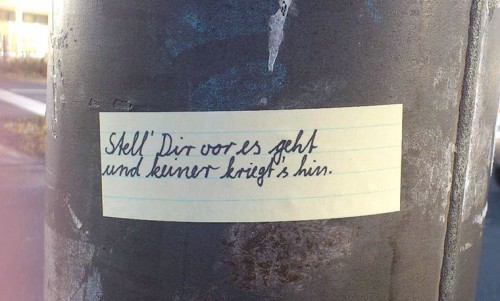 Stell' Dir vor es geht
und keiner kriegt's hin.